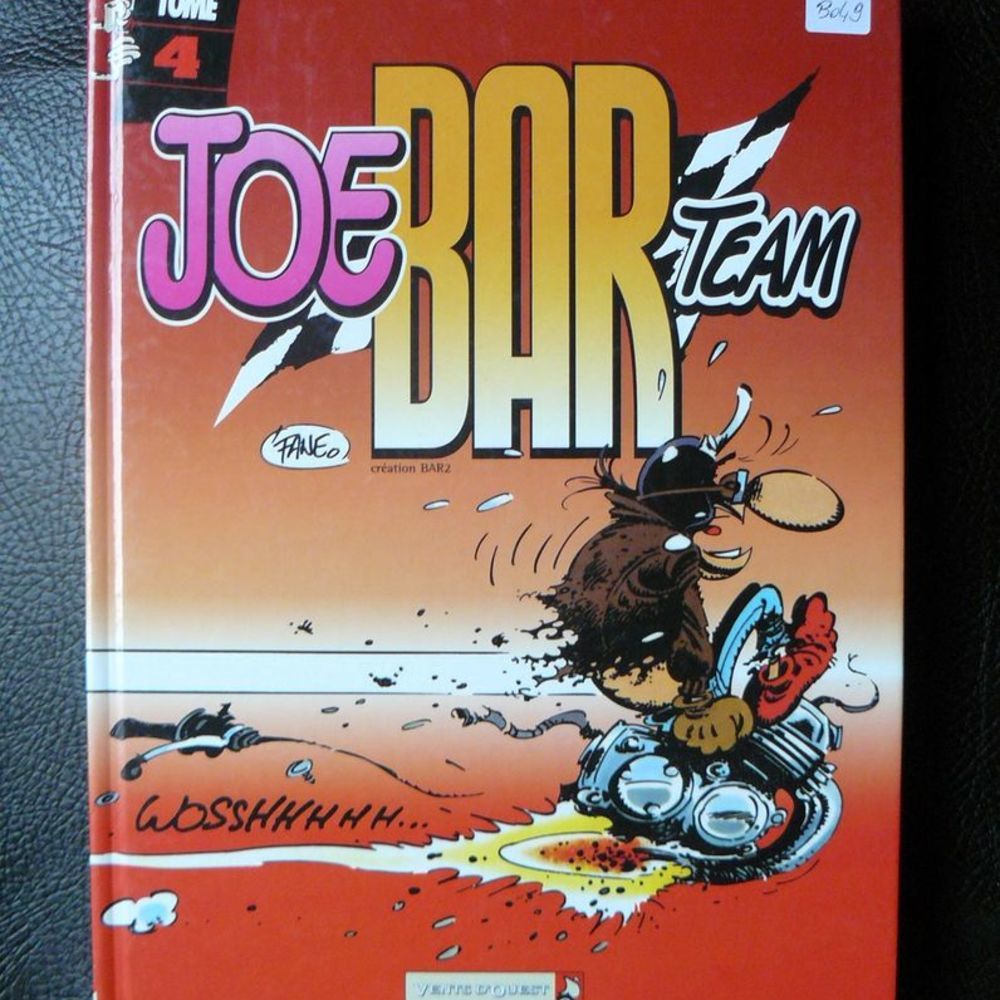 TOME
4
B049
JOE BAR TEAM
FANE
création BAR2
WOSSHHHHH...
VENTS D'OUEST